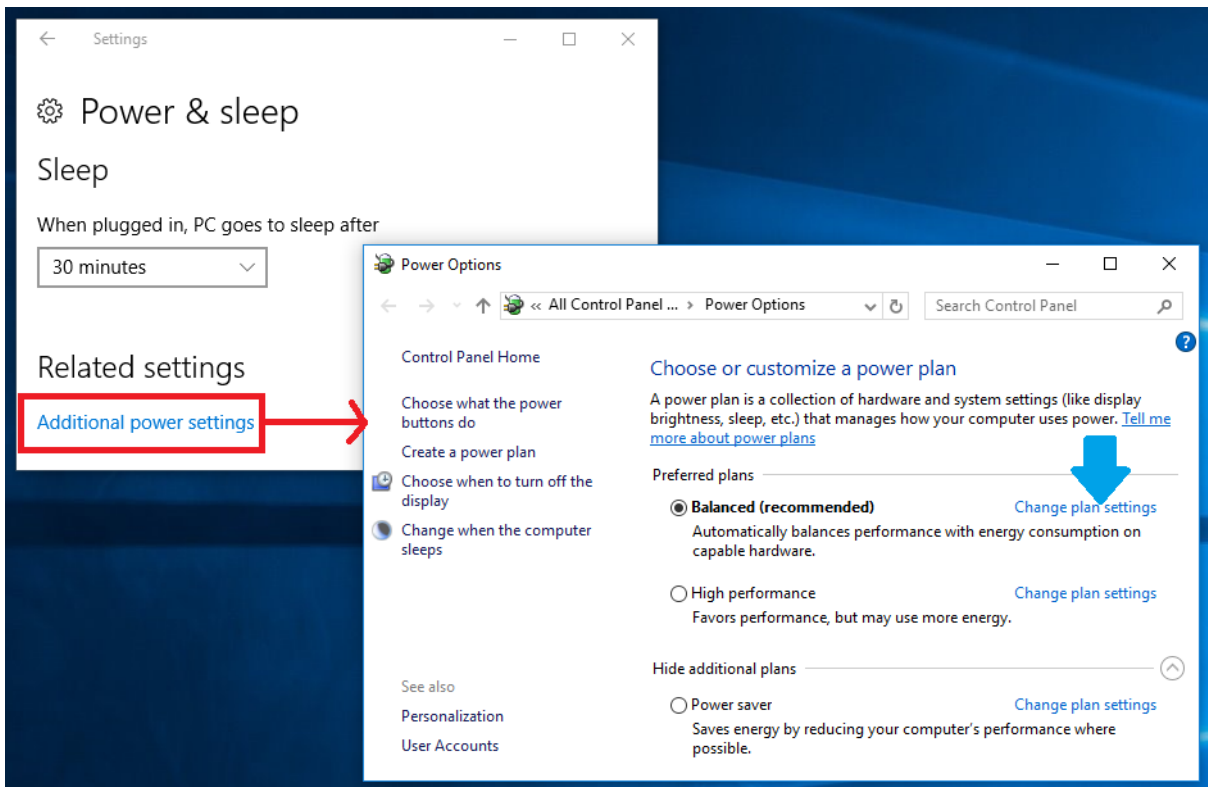 Settings
Power & sleep
Sleep
When plugged in, PC goes to sleep after
30 minutes
Related settings
Additional power settings
Power Options
« All Control Panel ... › Power Options
Search Control Panel
Control Panel Home
Choose what the power
buttons do
Create a power plan
Choose when to turn off the
display
Change when the computer
sleeps
See also
Personalization
User Accounts
?
Choose or customize a power plan
A power plan is a collection of hardware and system settings (like display
brightness, sleep, etc.) that manages how your computer uses power. Tell me
more about power plans
Preferred plans
Balanced (recommended) Change plan settings
Automatically balances performance with energy consumption on
capable hardware.
High performance Change plan settings
Favors performance, but may use more energy.
Hide additional plans
Power saver Change plan settings
Saves energy by reducing your computer's performance where
possible.